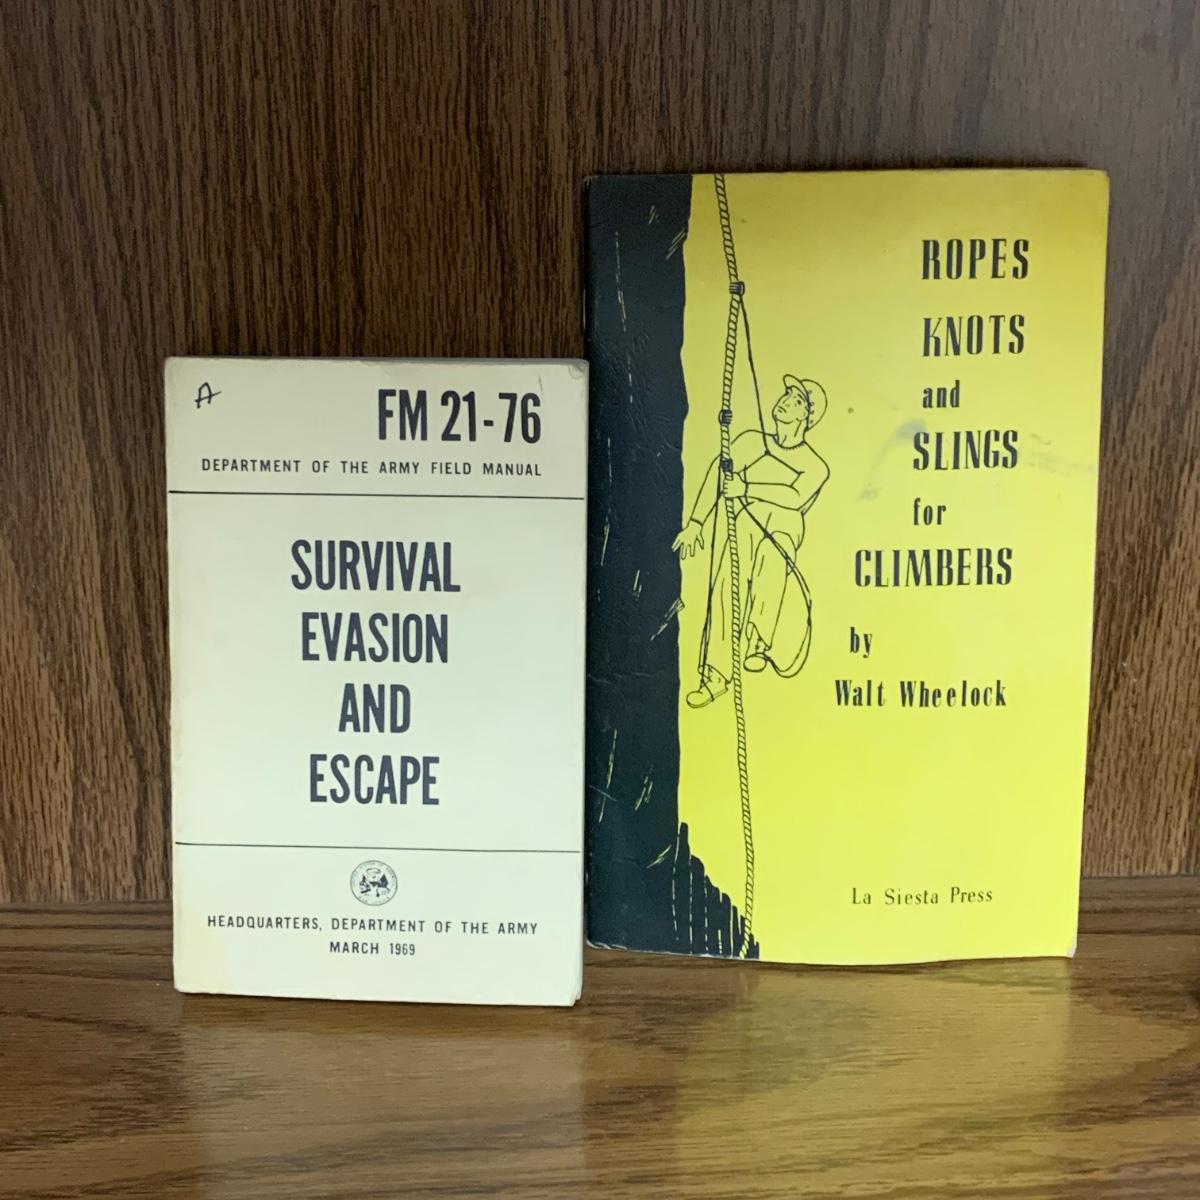 A
FM 21-76
DEPARTMENT OF THE ARMY FIELD MANUAL
SURVIVAL
EVASION
AND
ESCAPE
HEADQUARTERS, DEPARTMENT OF THE ARMY
MARCH 1969
ROPES
KNOTS
and
SLINGS
for
CLIMBERS
by
Walt Wheelock
La Siesta Press